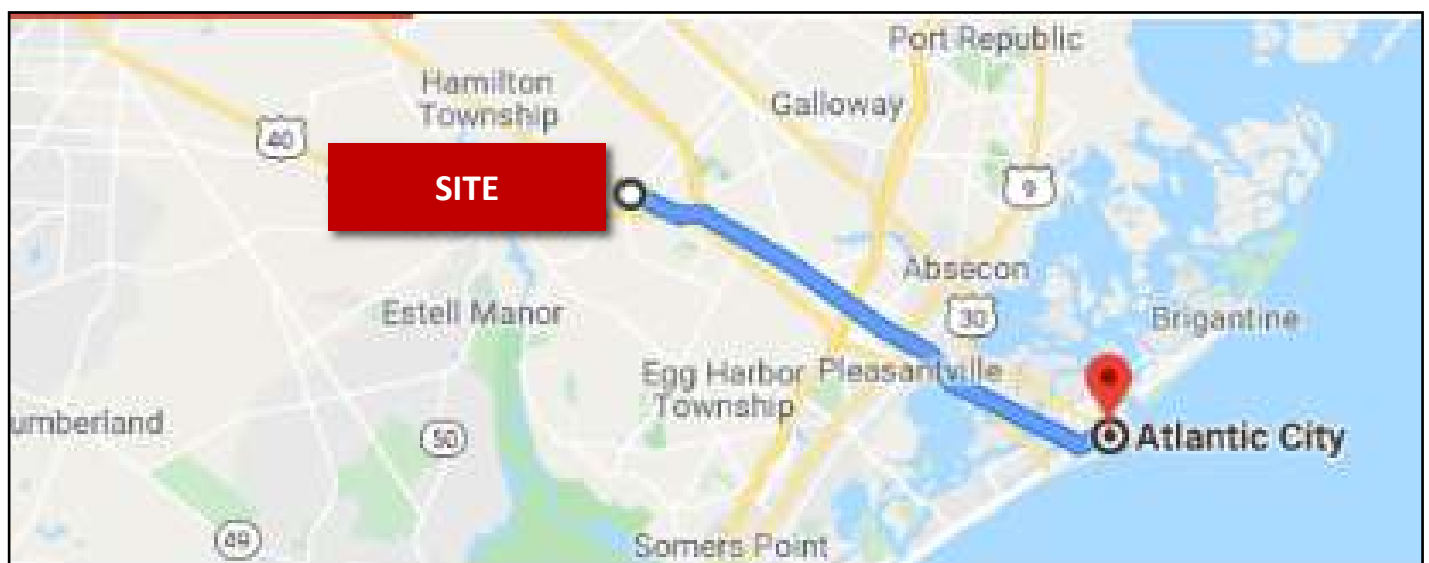 Port Republic
Hamilton
Township
Galloway
40
SITE
9
Absecon
Estell Manor
30
Brigantine
Egg Harbor
Township
Pleasantville
umberland
50
Atlantic City
49
Somers Point